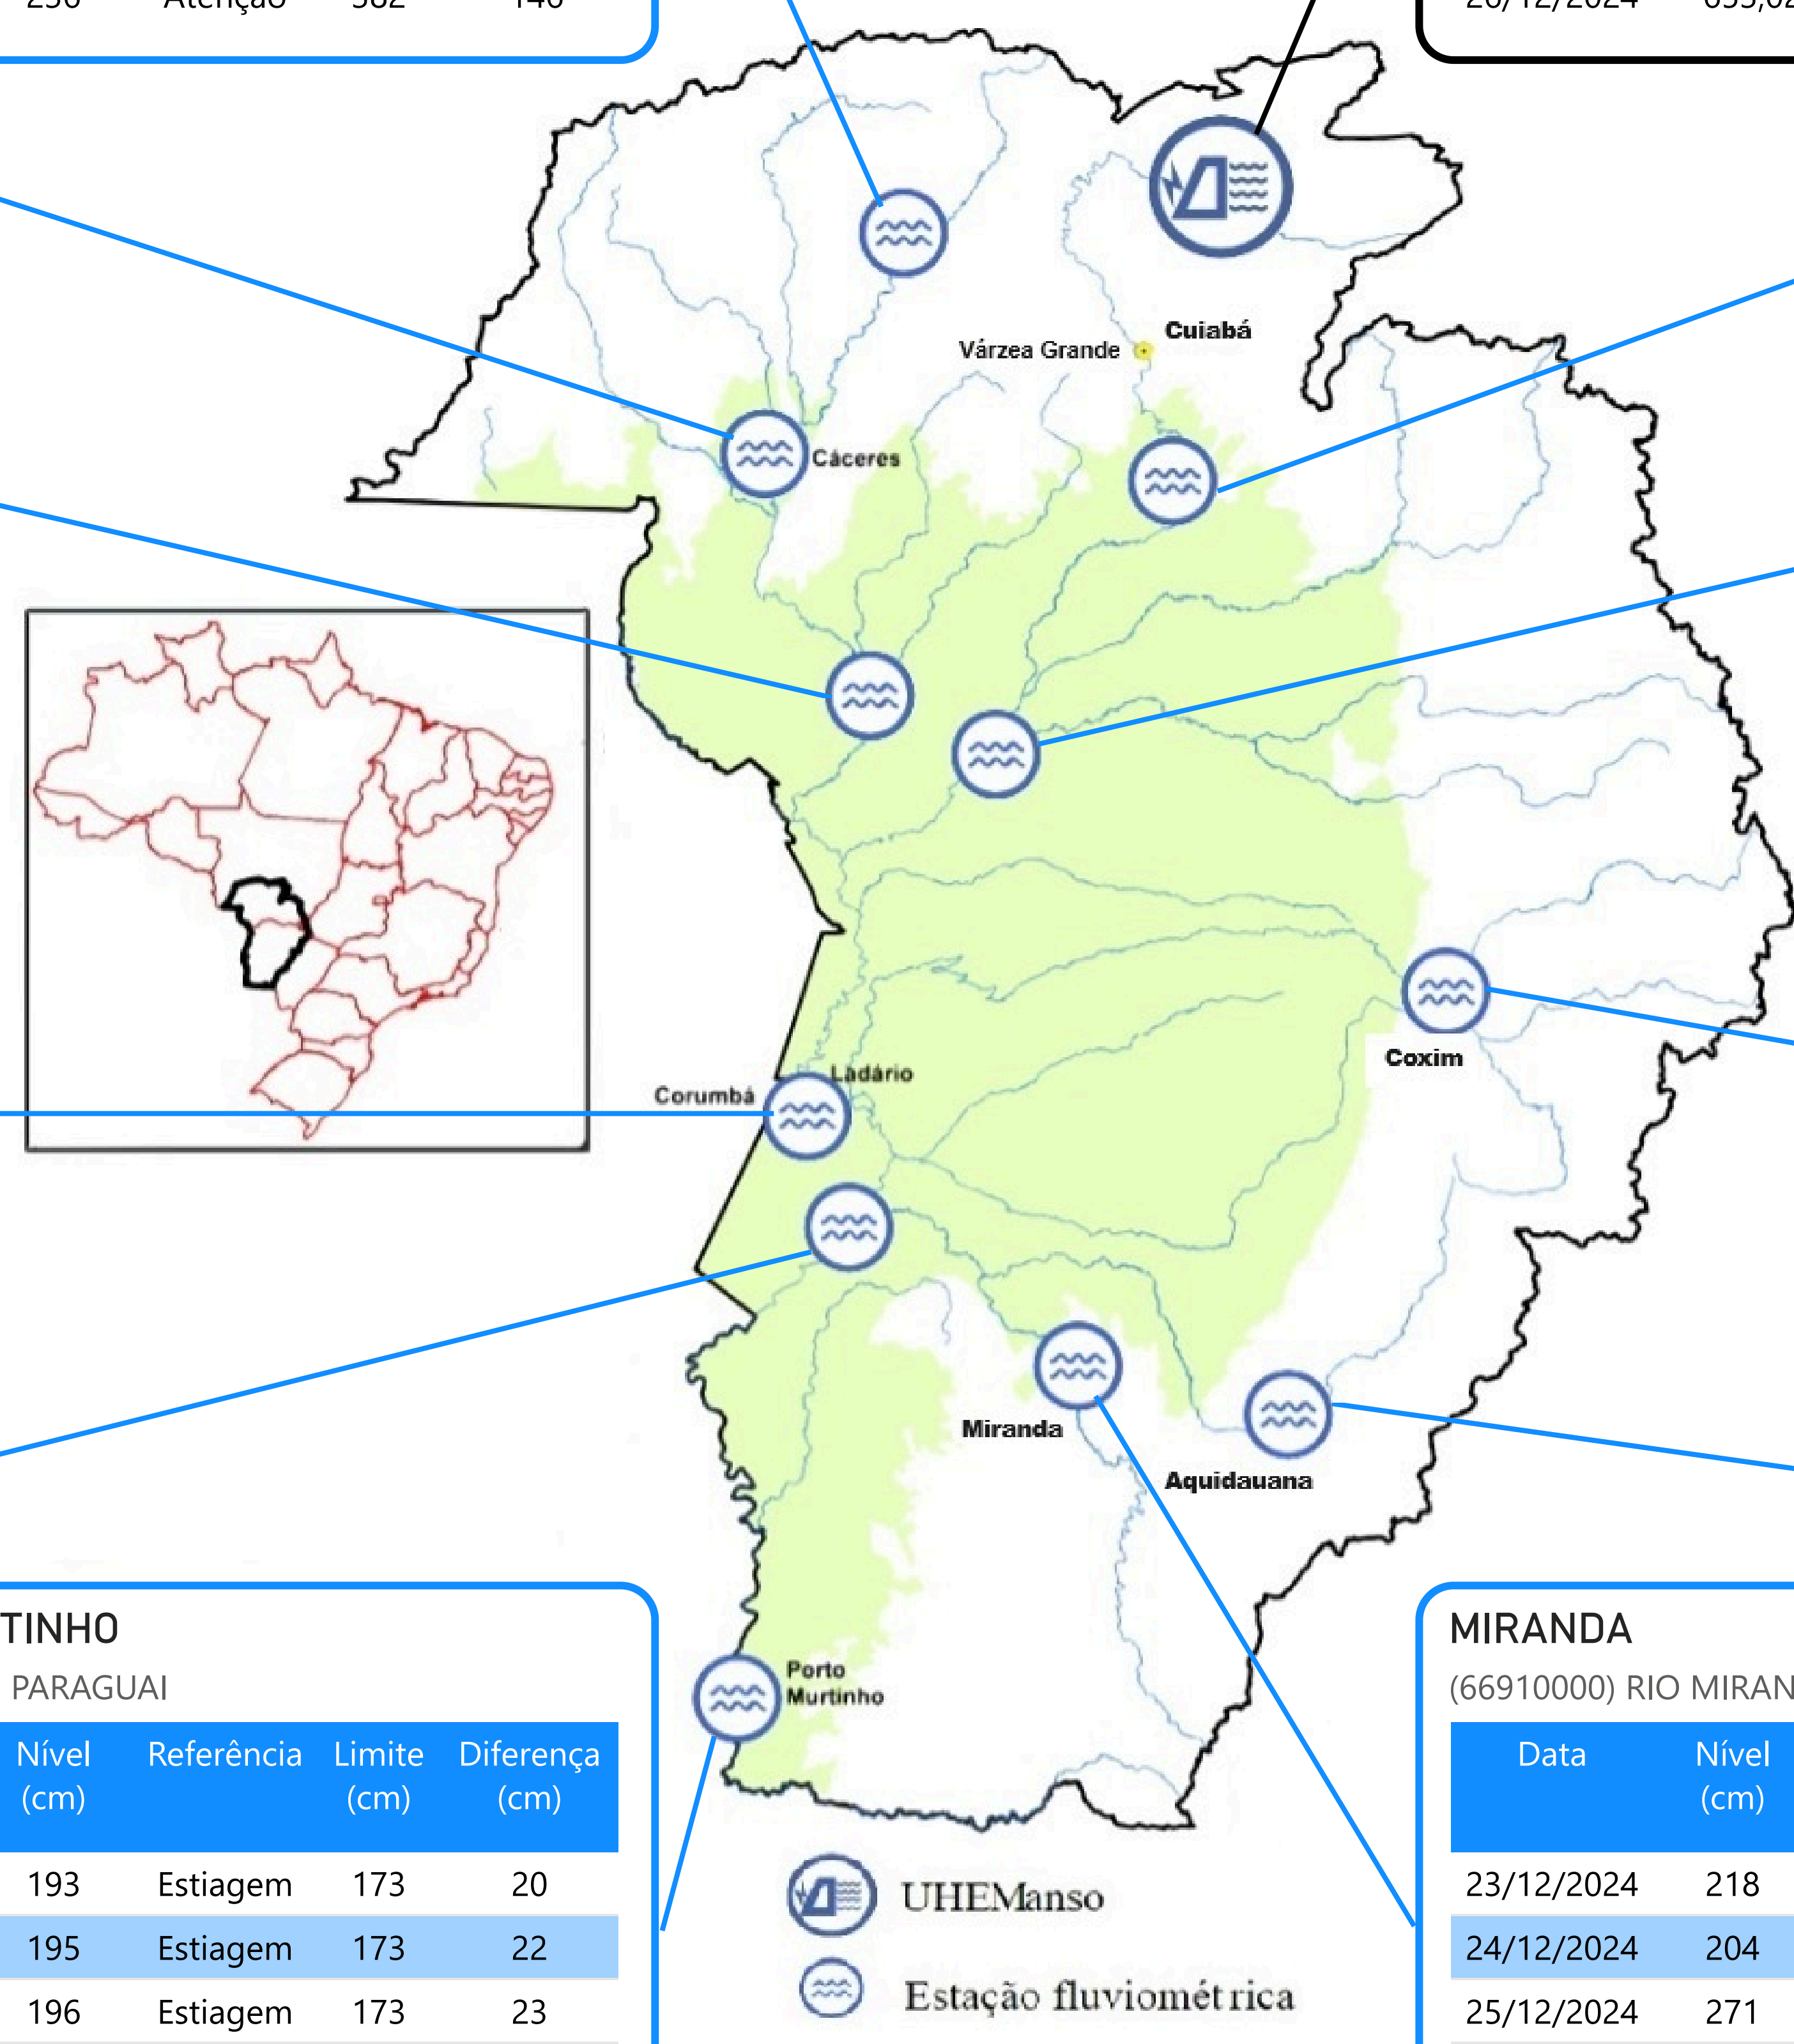 Cuiabá
Várzea Grande
Cáceres
Coxim
Ladário
Corumbá
Miranda
Aquidauana
Porto
Murtinho
TINHO
PARAGUAI
Nível Referência Limite Diferença
(cm) (cm) (cm)
193 Estiagem 173 20
195 Estiagem 173 22
196 Estiagem 173 23
UHEManso
Estação fluviométrica
MIRANDA
(66910000) RIO MIRAN
Data Nível
(cm)
23/12/2024 218
24/12/2024 204
25/12/2024 271